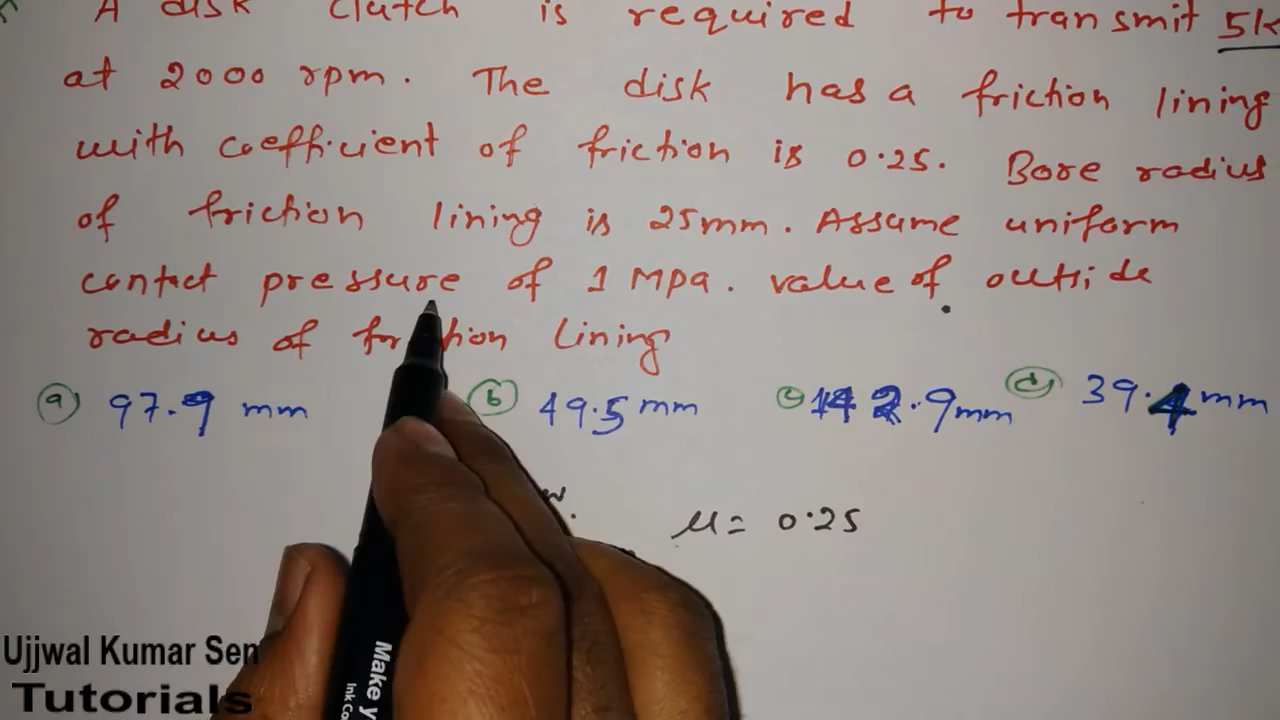 A disk clutch is required to transmit 5k
at 2000 rpm. The disk has a friction lining
with coefficient of friction is 0.25. Bore radius
of friction lining is 25mm. Assume uniform
contact pressure of 1 Mpa. value of outside
radius of lining
(a) 97.9 mm (b) 49.5 mm (c) 142.9mm (d) 39.4 mm
μ = 0.25
Ujjwal Kumar Sen
Tutorials
Make y
Ink Co